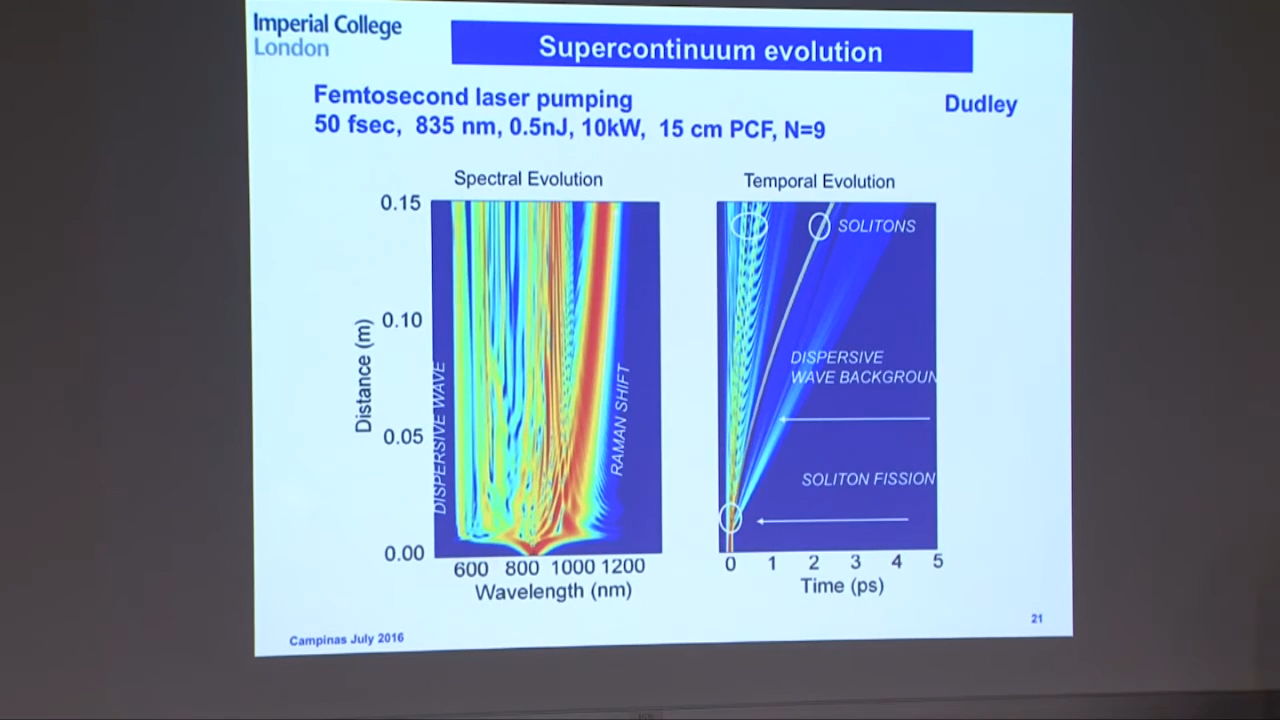 Imperial College
London
Supercontinuum evolution
Femtosecond laser pumping
Dudley
50 fsec, 835 nm, 0.5nJ, 10kW, 15 cm PCF, N=9
Spectral Evolution
Temporal Evolution
0.15
0.10
0.05
0.00
Distance (m)
DISPERSIVE WAVE
RAMAN SHIFT
600 800 1000 1200
Wavelength (nm)
SOLITONS
DISPERSIVE
WAVE BACKGROUN
SOLITON FISSION
0 1 2 3 4 5
Time (ps)
Campinas July 2016
21